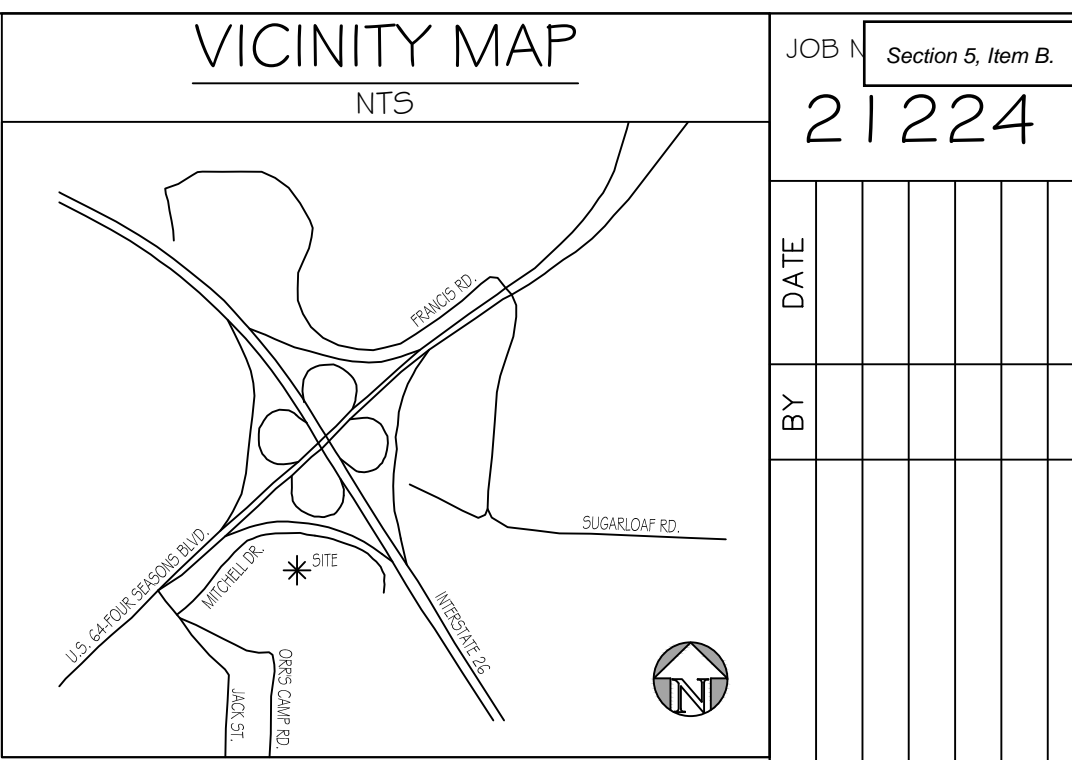 VICINITY MAP
NTS
JOB N
Section 5, Item B.
21224
DATE
BY
FRANCIS RD.
SUGARLOAF RD.
U.S. 64-FOUR SEASONS BLVD.
MITCHELL DR.
SITE
INTERSTATE 26
ORR'S CAMP RD.
JACK ST.
N